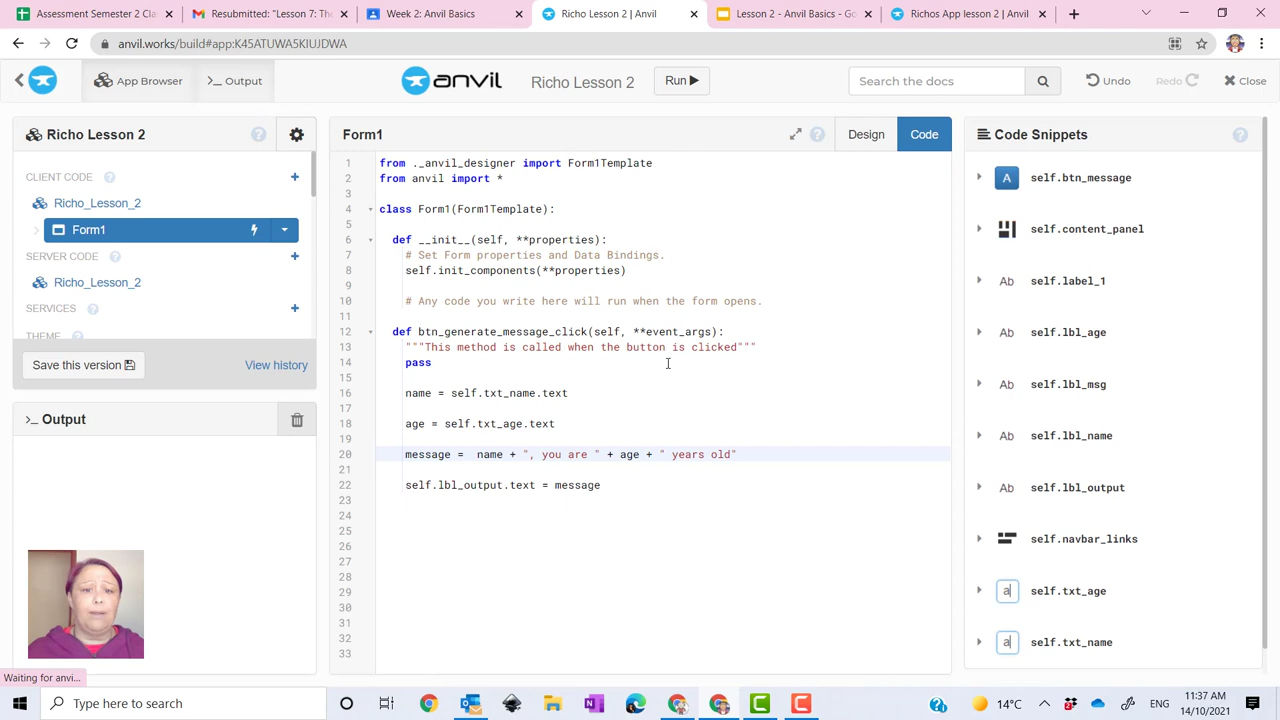 Assessment Semester 2 Clas
Resubmitted: "Lesson 7: The
Week 2: Anvil Basics
Richo Lesson 2 | Anvil
Lesson 2 - Anvil Basics - Go
Richos App lesson 2 | Anvil
anvil.works/build#app:K45ATUWA5KIUJDWA
App Browser
>_ Output
anvil
Richo Lesson 2
Run
Search the docs
Undo
Redo
Close
Richo Lesson 2
CLIENT CODE
Richo_Lesson_2
Form1
SERVER CODE
Richo_Lesson_2
SERVICES
THEME
Save this version
View history
>_ Output
Form1
Design
Code
1 from ._anvil_designer import Form1Template
2 from anvil import *
3
4 class Form1(Form1Template):
5
6 def __init__(self, **properties):
7 # Set Form properties and Data Bindings.
8 self.init_components(**properties)
9
10 # Any code you write here will run when the form opens.
11
12 def btn_generate_message_click(self, **event_args):
13 """This method is called when the button is clicked"""
14 pass
15
16 name = self.txt_name.text
17
18 age = self.txt_age.text
19
20 message =  name + ", you are " + age + " years old"
21
22 self.lbl_output.text = message
23
24
25
26
27
28
29
30
31
32
33
Code Snippets
A self.btn_message
self.content_panel
Ab self.label_1
Ab self.lbl_age
Ab self.lbl_msg
Ab self.lbl_name
Ab self.lbl_output
self.navbar_links
a self.txt_age
a self.txt_name
Waiting for anvi...
Type here to search
14°C
ENG
11:37 AM
14/10/2021